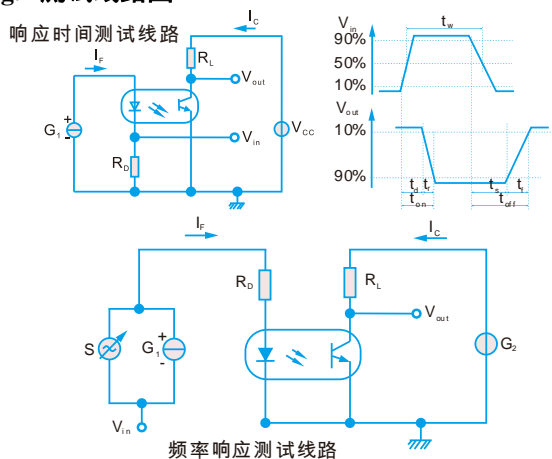 响应时间测试线路
I_C
I_F
R_L
V_out
G_1
+
-
V_in
V_CC
R_D
V_in
t_w
90%
50%
10%
V_out
10%
90%
t_d t_r t_s t_f
t_on t_off
I_F
I_C
R_D
R_L
V_out
S
G_1
+
-
G_2
V_in
频率响应测试线路